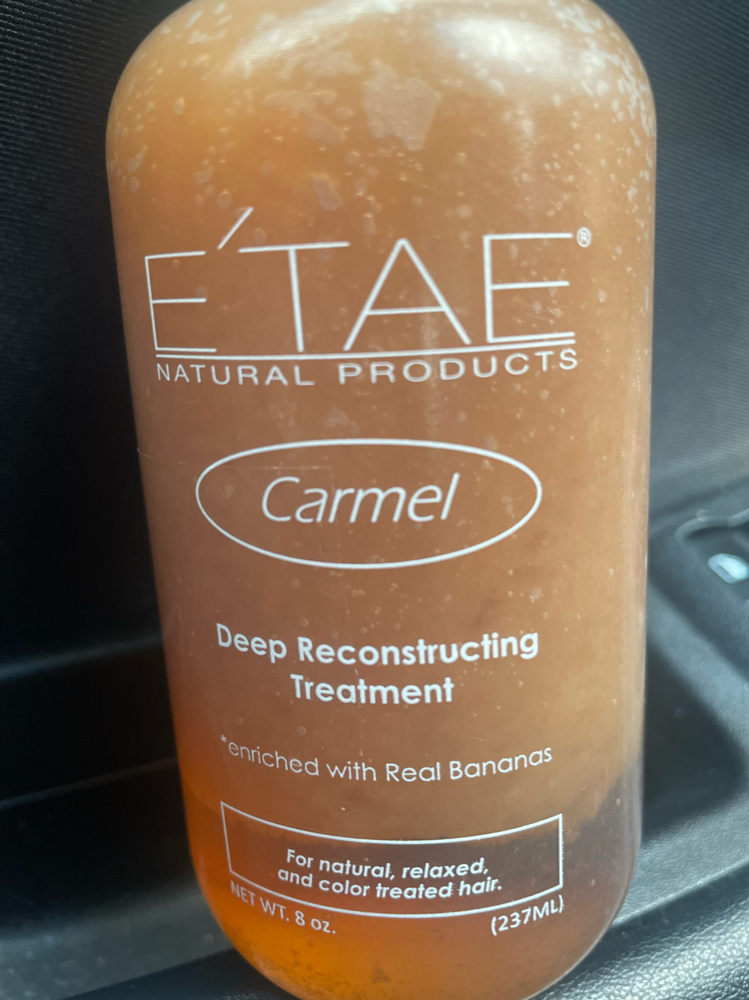 E'TAE®
NATURAL PRODUCTS
Carmel
Deep Reconstructing
Treatment
*enriched with Real Bananas
For natural, relaxed,
and color treated hair.
NET WT. 8 oz. (237ML)